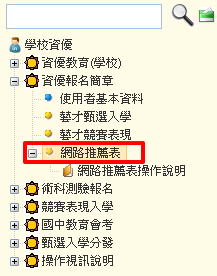 學校資優
資優教育(學校)
資優報名簡章
使用者基本資料
藝才甄選入學
藝才競賽表現
網路推薦表
網路推薦表操作說明
術科測驗報名
競賽表現入學
國中教育會考
甄選入學分發
操作視訊說明